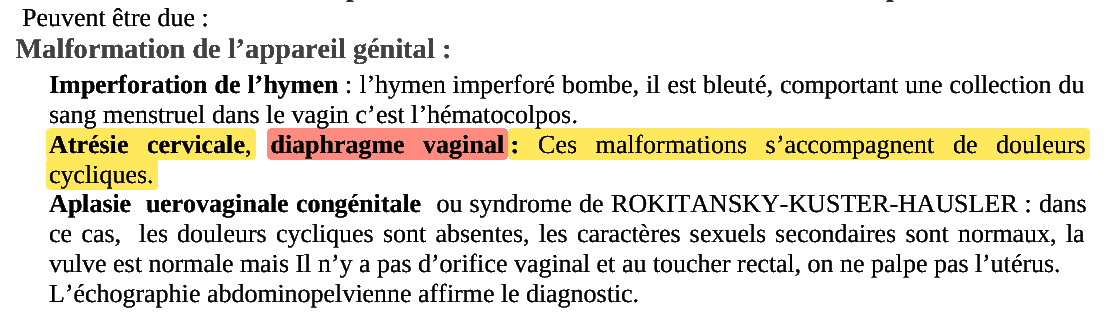 Peuvent être due :
Malformation de l’appareil génital :
Imperforation de l’hymen : l’hymen imperforé bombe, il est bleuté, comportant une collection du
sang menstruel dans le vagin c’est l’hématocolpos.
Atrésie cervicale, diaphragme vaginal : Ces malformations s’accompagnent de douleurs
cycliques.
Aplasie uerovaginale congénitale ou syndrome de ROKITANSKY-KUSTER-HAUSLER : dans
ce cas, les douleurs cycliques sont absentes, les caractères sexuels secondaires sont normaux, la
vulve est normale mais Il n’y a pas d’orifice vaginal et au toucher rectal, on ne palpe pas l’utérus.
L’échographie abdominopelvienne affirme le diagnostic.